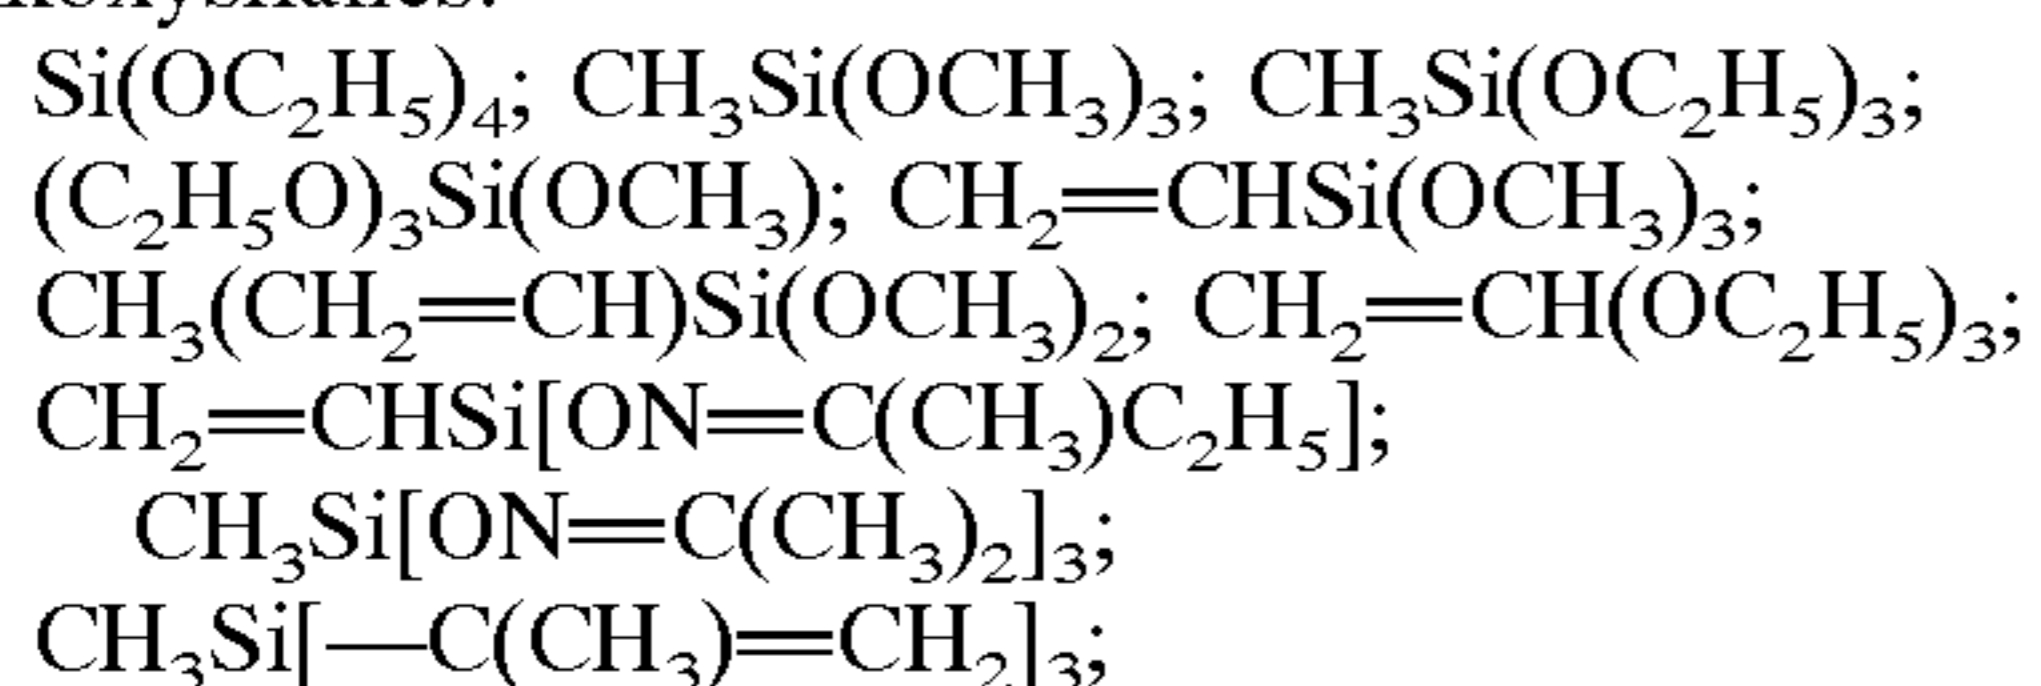 Si(OC₂H₅)₄; CH₃Si(OCH₃)₃; CH₃Si(OC₂H₅)₃;
(C₂H₅O)₃Si(OCH₃); CH₂=CHSi(OCH₃)₃;
CH₃(CH₂=CH)Si(OCH₃)₂; CH₂=CH(OC₂H₅)₃;
CH₂=CHSi[ON=C(CH₃)C₂H₅];
CH₃Si[ON=C(CH₃)₂]₃;
CH₃Si[—C(CH₃)=CH₂]₃;